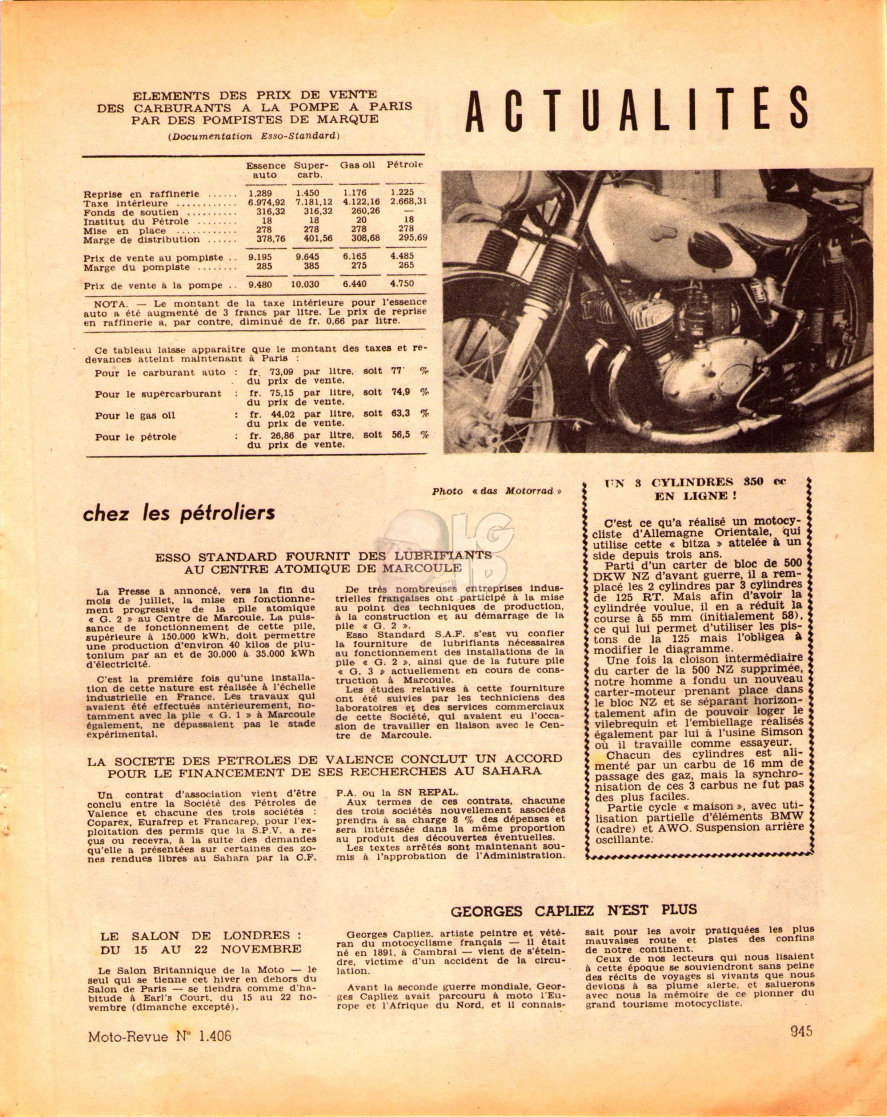 ELEMENTS DES PRIX DE VENTE
DES CARBURANTS A LA POMPE A PARIS
PAR DES POMPISTES DE MARQUE
(Documentation Esso-Standard)
Essence auto Super-carb. Gas oil Pétrole
Reprise en raffinerie ...... 1.289 1.450 1.176 1.225
Taxe intérieure ............ 6.974,92 7.181,12 4.122,16 2.668,31
Fonds de soutien .......... 316,32 316,32 260,26 —
Institut du Pétrole ........ 18 18 20 18
Mise en place ............ 278 278 278 278
Marge de distribution ...... 378,76 401,56 308,68 295,69
Prix de vente au pompiste .. 9.195 9.645 6.165 4.485
Marge du pompiste ........ 285 385 275 265
Prix de vente à la pompe .. 9.480 10.030 6.440 4.750
NOTA. — Le montant de la taxe intérieure pour l'essence
auto a été augmenté de 3 francs par litre. Le prix de reprise
en raffinerie a, par contre, diminué de fr. 0,66 par litre.
Ce tableau laisse apparaître que le montant des taxes et re-
devances atteint maintenant à Paris :
Pour le carburant auto : fr. 73,09 par litre, soit 77 %
du prix de vente.
Pour le supercarburant : fr. 75,15 par litre, soit 74,9 %
du prix de vente.
Pour le gas oil : fr. 44,02 par litre, soit 63,3 %
du prix de vente.
Pour le pétrole : fr. 26,86 par litre, soit 56,5 %
du prix de vente.
ACTUALITES
Photo « das Motorrad »
chez les pétroliers
ESSO STANDARD FOURNIT DES LUBRIFIANTS
AU CENTRE ATOMIQUE DE MARCOULE
La Presse a annoncé, vers la fin du
mois de juillet, la mise en fonctionne-
ment progressive de la pile atomique
« G. 2 » au Centre de Marcoule. La puis-
sance de fonctionnement de cette pile,
supérieure à 150.000 kWh, doit permettre
une production d'environ 40 kilos de plu-
tonium par an et de 30.000 à 35.000 kWh
d'électricité.
C'est la première fois qu'une installa-
tion de cette nature est réalisée à l'échelle
industrielle en France. Les travaux qui
avaient été effectués antérieurement, no-
tamment avec la pile « G. 1 » à Marcoule
également, ne dépassaient pas le stade
expérimental.
De très nombreuses entreprises indus-
trielles françaises ont participé à la mise
au point des techniques de production,
à la construction et au démarrage de la
pile « G. 2 ».
Esso Standard S.A.F. s'est vu confier
la fourniture de lubrifiants nécessaires
au fonctionnement des installations de la
pile « G. 2 », ainsi que de la future pile
« G. 3 » actuellement en cours de cons-
truction à Marcoule.
Les études relatives à cette fourniture
ont été suivies par les techniciens des
laboratoires et des services commerciaux
de cette Société, qui avaient eu l'occa-
sion de travailler en liaison avec le Cen-
tre de Marcoule.
LA SOCIETE DES PETROLES DE VALENCE CONCLUT UN ACCORD
POUR LE FINANCEMENT DE SES RECHERCHES AU SAHARA
Un contrat d'association vient d'être
conclu entre la Société des Pétroles de
Valence et chacune des trois sociétés :
Coparex, Eurafrep et Francarep, pour l'ex-
ploitation des permis que la S.P.V. a re-
çus ou recevra, à la suite des demandes
qu'elle a présentées sur certaines des zo-
nes rendues libres au Sahara par la C.F.
P.A. ou la SN REPAL.
Aux termes de ces contrats, chacune
des trois sociétés nouvellement associées
prendra à sa charge 8 % des dépenses et
sera intéressée dans la même proportion
au produit des découvertes éventuelles.
Les textes arrêtés sont maintenant sou-
mis à l'approbation de l'Administration.
UN 3 CYLINDRES 350 cc
EN LIGNE !
C'est ce qu'a réalisé un motocy-
cliste d'Allemagne Orientale, qui
utilise cette « bitza » attelée à un
side depuis trois ans.
Parti d'un carter de bloc de 500
DKW NZ d'avant guerre, il a rem-
placé les 2 cylindres par 3 cylindres
de 125 RT. Mais afin d'avoir la
cylindrée voulue, il en a réduit la
course à 55 mm (initialement 58),
ce qui lui permet d'utiliser les pis-
tons de la 125 mais l'obligea à
modifier le diagramme.
Une fois la cloison intermédiaire
du carter de la 500 NZ supprimée,
notre homme a fondu un nouveau
carter-moteur prenant place dans
le bloc NZ et se séparant horizon-
talement afin de pouvoir loger le
vilebrequin et l'embiellage réalisés
également par lui à l'usine Simson
où il travaille comme essayeur.
Chacun des cylindres est ali-
menté par un carbu de 16 mm de
passage des gaz, mais la synchro-
nisation de ces 3 carbus ne fut pas
des plus faciles.
Partie cycle « maison », avec uti-
lisation partielle d'éléments BMW
(cadre) et AWO. Suspension arrière
oscillante.
LE SALON DE LONDRES :
DU 15 AU 22 NOVEMBRE
Le Salon Britannique de la Moto — le
seul qui se tienne cet hiver en dehors du
Salon de Paris — se tiendra comme d'ha-
bitude à Earl's Court, du 15 au 22 no-
vembre (dimanche excepté).
GEORGES CAPLIEZ N'EST PLUS
Georges Capliez, artiste peintre et vété-
ran du motocyclisme français — il était
né en 1891, à Cambrai — vient de s'étein-
dre, victime d'un accident de la circu-
lation.
Avant la seconde guerre mondiale, Geor-
ges Capliez avait parcouru à moto l'Eu-
rope et l'Afrique du Nord, et il connais-
sait pour les avoir pratiquées les plus
mauvaises route et pistes des confins
de notre continent.
Ceux de nos lecteurs qui nous lisaient
à cette époque se souviendront sans peine
des récits de voyages si vivants que nous
devions à sa plume alerte, et salueront
avec nous la mémoire de ce pionner du
grand tourisme motocycliste.
Moto-Revue N° 1.406
945